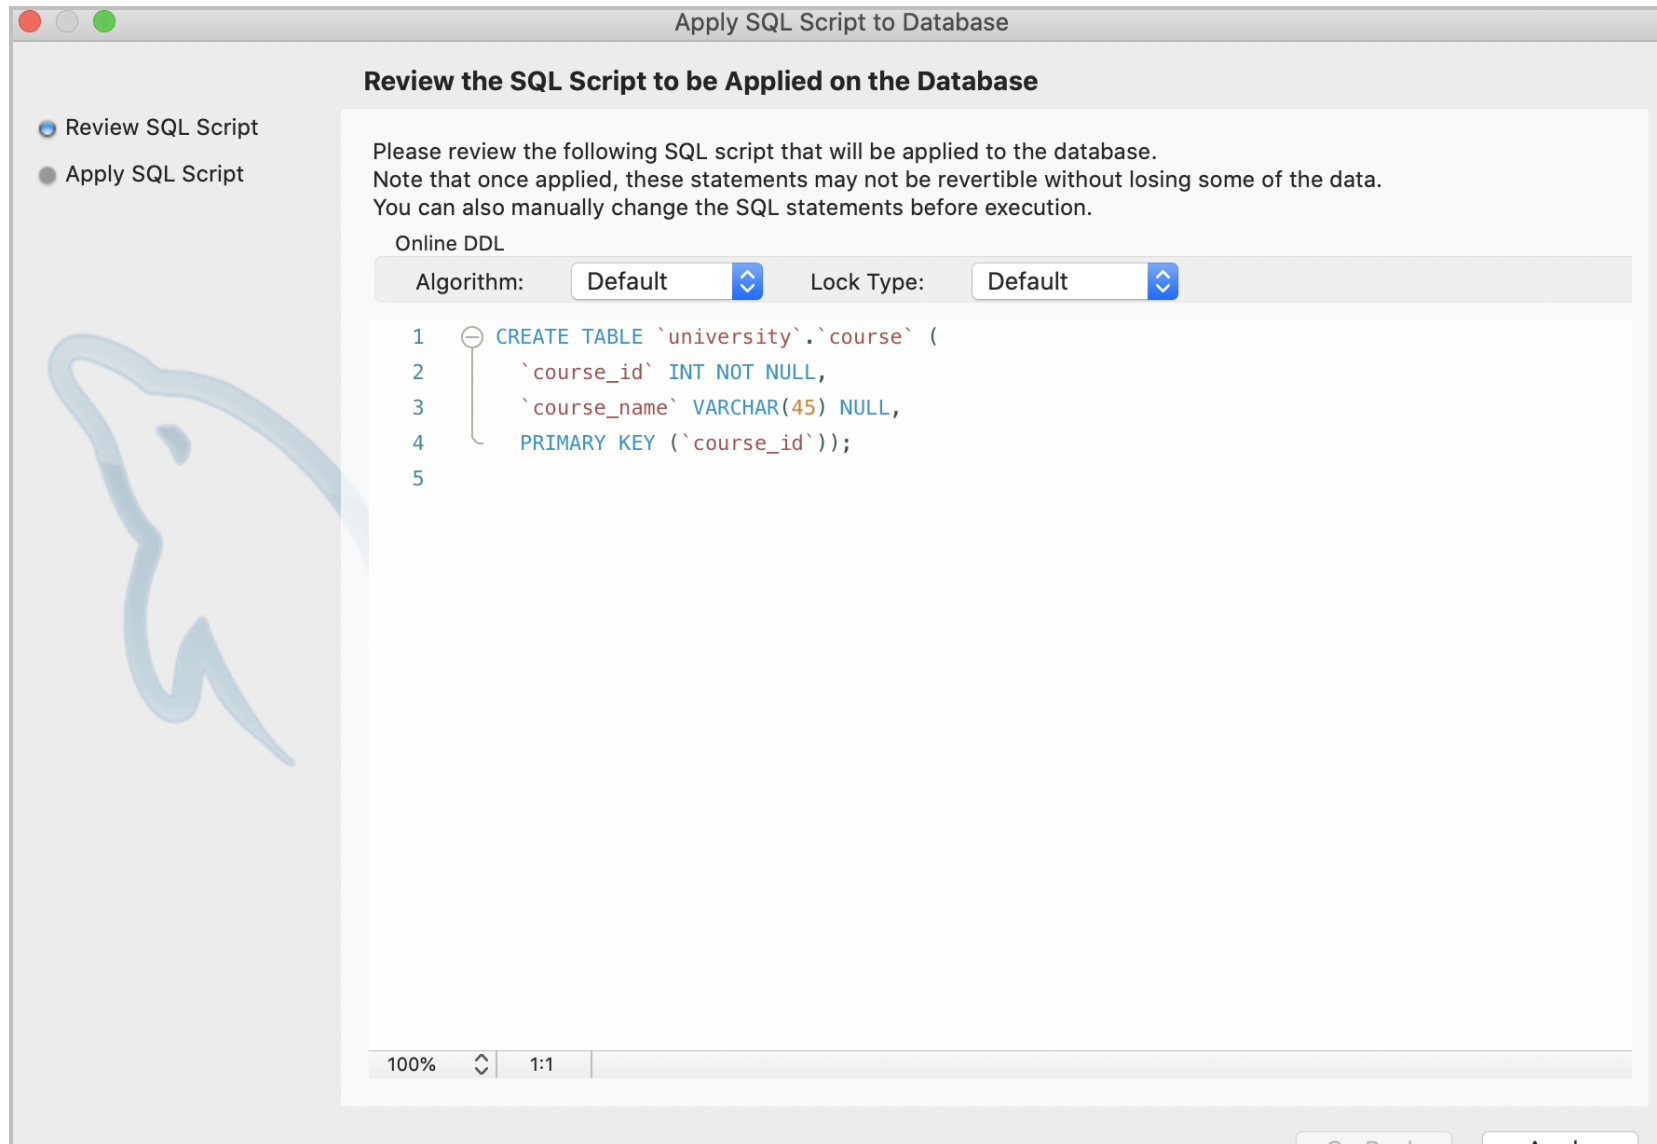 Apply SQL Script to Database
Review the SQL Script to be Applied on the Database
Review SQL Script
Apply SQL Script
Please review the following SQL script that will be applied to the database.
Note that once applied, these statements may not be revertible without losing some of the data.
You can also manually change the SQL statements before execution.
Online DDL
Algorithm: Default Lock Type: Default
1 CREATE TABLE `university`.`course` (
2 `course_id` INT NOT NULL,
3 `course_name` VARCHAR(45) NULL,
4 PRIMARY KEY (`course_id`));
5
100% 1:1